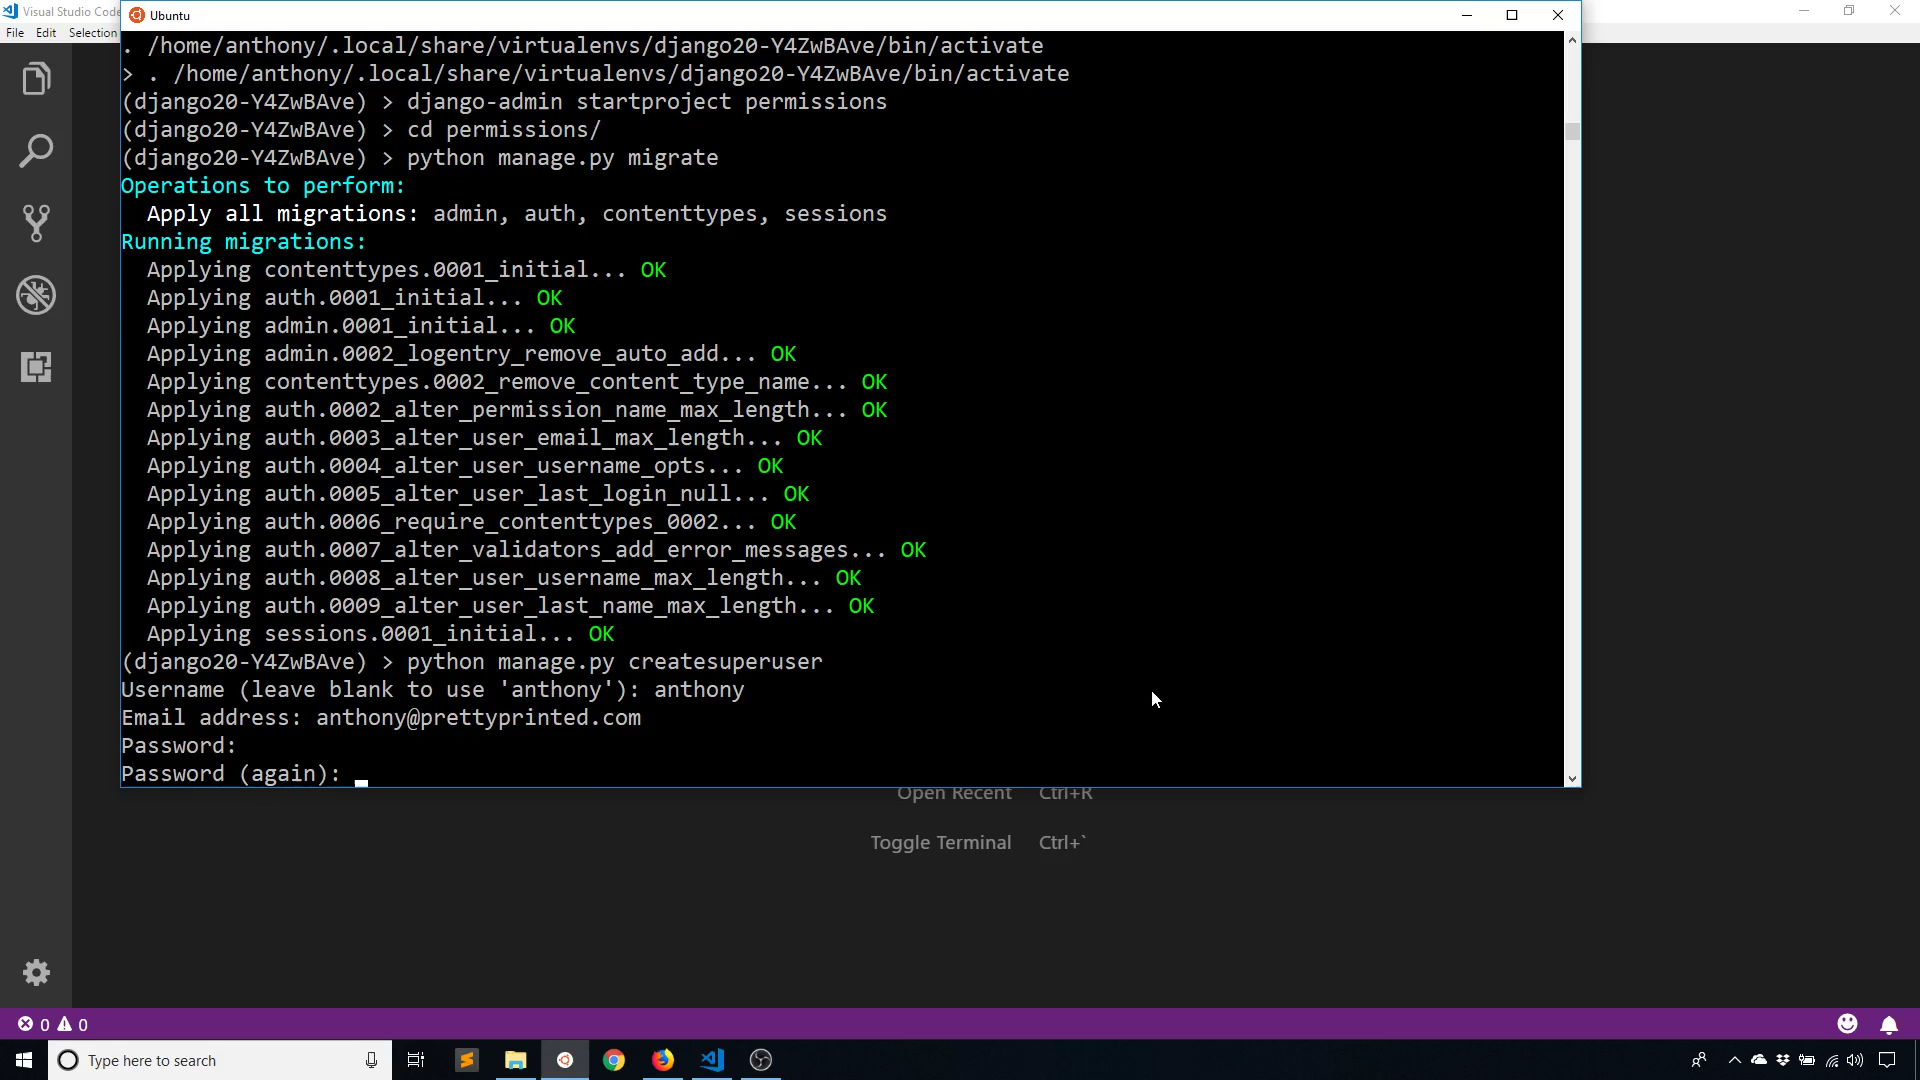 Visual Studio Code
File Edit Selection
Ubuntu
. /home/anthony/.local/share/virtualenvs/django20-Y4ZwBAve/bin/activate
> . /home/anthony/.local/share/virtualenvs/django20-Y4ZwBAve/bin/activate
(django20-Y4ZwBAve) > django-admin startproject permissions
(django20-Y4ZwBAve) > cd permissions/
(django20-Y4ZwBAve) > python manage.py migrate
Operations to perform:
  Apply all migrations: admin, auth, contenttypes, sessions
Running migrations:
  Applying contenttypes.0001_initial... OK
  Applying auth.0001_initial... OK
  Applying admin.0001_initial... OK
  Applying admin.0002_logentry_remove_auto_add... OK
  Applying contenttypes.0002_remove_content_type_name... OK
  Applying auth.0002_alter_permission_name_max_length... OK
  Applying auth.0003_alter_user_email_max_length... OK
  Applying auth.0004_alter_user_username_opts... OK
  Applying auth.0005_alter_user_last_login_null... OK
  Applying auth.0006_require_contenttypes_0002... OK
  Applying auth.0007_alter_validators_add_error_messages... OK
  Applying auth.0008_alter_user_username_max_length... OK
  Applying auth.0009_alter_user_last_name_max_length... OK
  Applying sessions.0001_initial... OK
(django20-Y4ZwBAve) > python manage.py createsuperuser
Username (leave blank to use 'anthony'): anthony
Email address: anthony@prettyprinted.com
Password:
Password (again):
Open Recent Ctrl+R
Toggle Terminal Ctrl+`
0 0
Type here to search